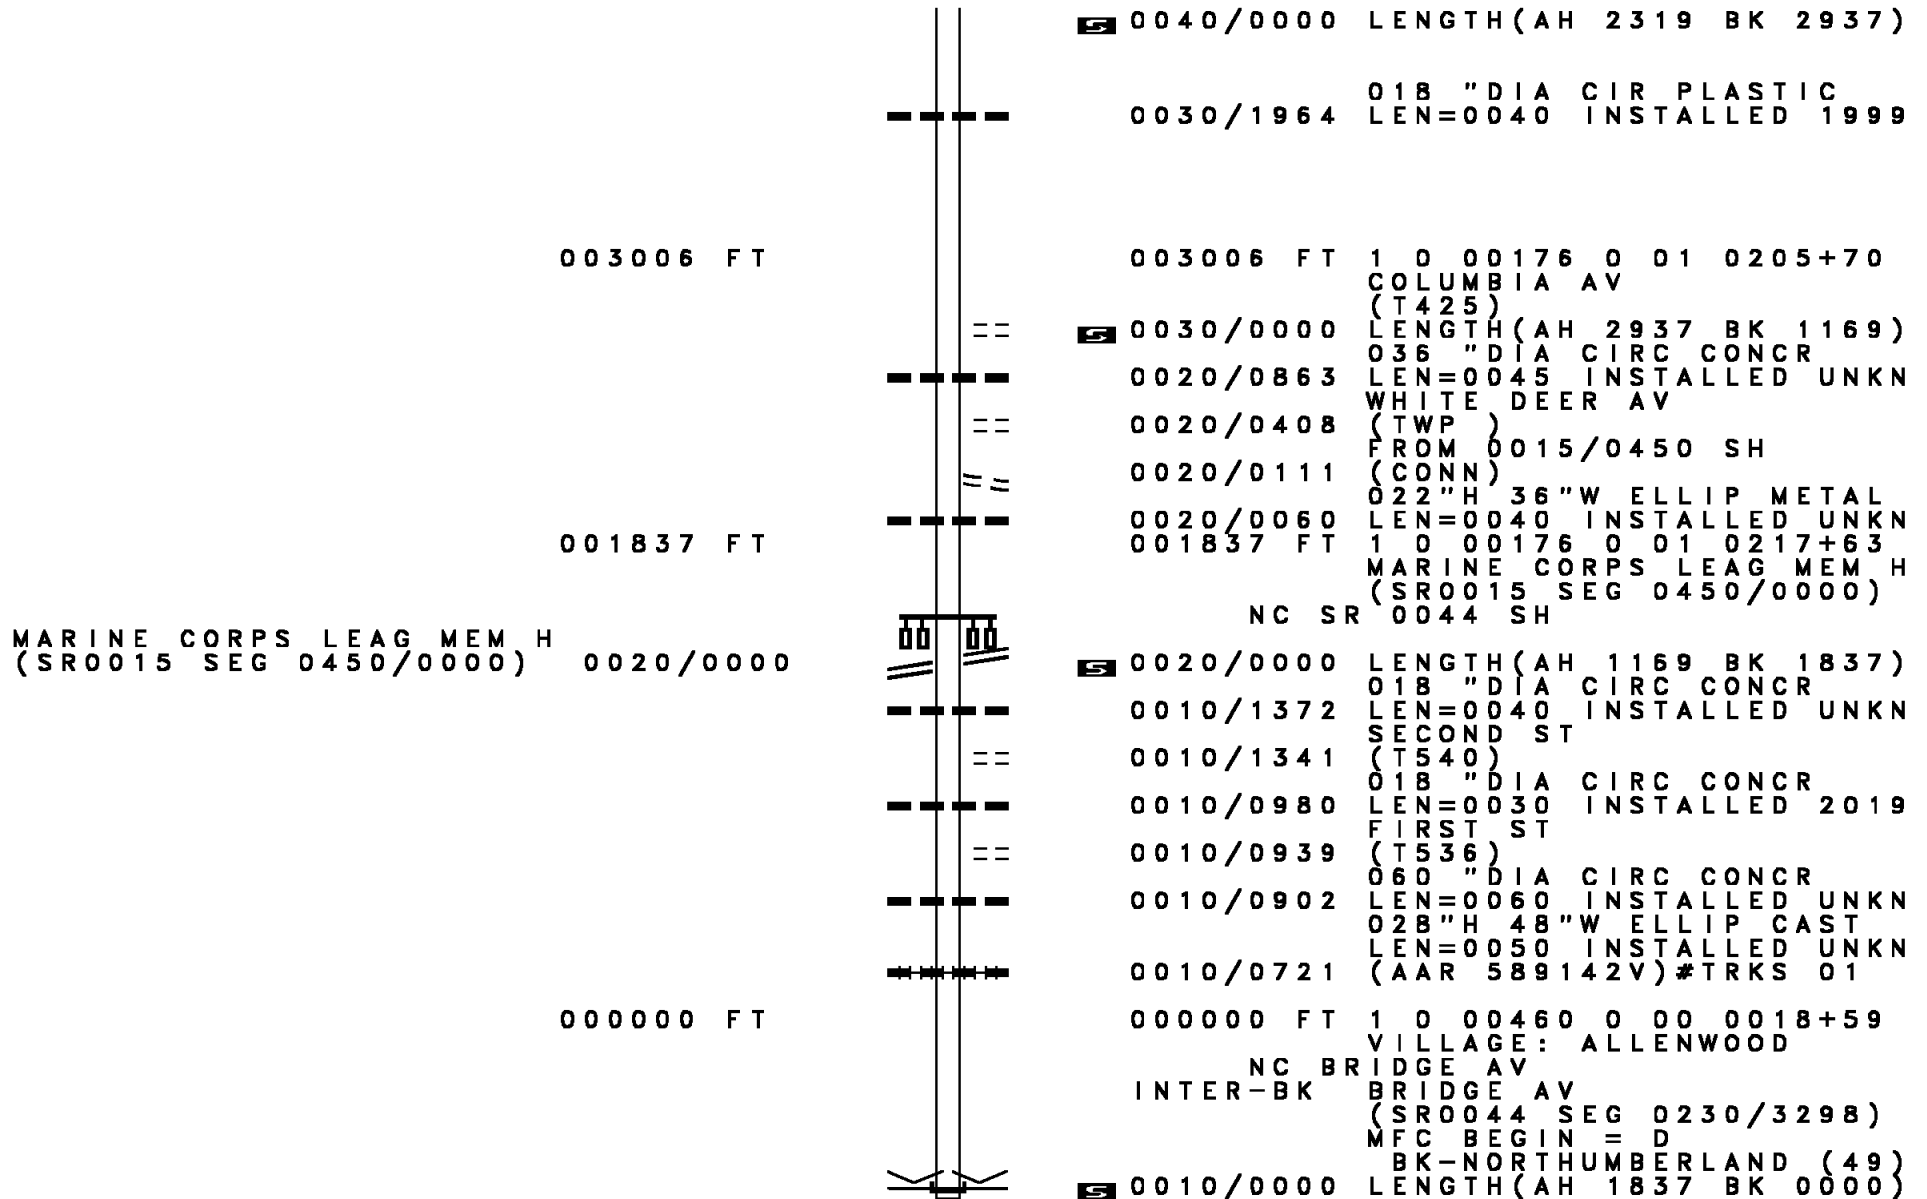 0040/0000 LENGTH(AH 2319 BK 2937)
018 "DIA CIR PLASTIC
0030/1964 LEN=0040 INSTALLED 1999
003006 FT 003006 FT 1 0 00176 0 01 0205+70
COLUMBIA AV
(T425)
0030/0000 LENGTH(AH 2937 BK 1169)
036 "DIA CIRC CONCR
0020/0863 LEN=0045 INSTALLED UNKN
WHITE DEER AV
0020/0408 (TWP )
FROM 0015/0450 SH
0020/0111 (CONN)
022"H 36"W ELLIP METAL
0020/0060 LEN=0040 INSTALLED UNKN
001837 FT 001837 FT 1 0 00176 0 01 0217+63
MARINE CORPS LEAG MEM H
(SR0015 SEG 0450/0000)
NC SR 0044 SH
MARINE CORPS LEAG MEM H
(SR0015 SEG 0450/0000) 0020/0000 0020/0000 LENGTH(AH 1169 BK 1837)
018 "DIA CIRC CONCR
0010/1372 LEN=0040 INSTALLED UNKN
SECOND ST
0010/1341 (T540)
018 "DIA CIRC CONCR
0010/0980 LEN=0030 INSTALLED 2019
FIRST ST
0010/0939 (T536)
060 "DIA CIRC CONCR
0010/0902 LEN=0060 INSTALLED UNKN
028"H 48"W ELLIP CAST
LEN=0050 INSTALLED UNKN
0010/0721 (AAR 589142V)#TRKS 01
000000 FT 000000 FT 1 0 00460 0 00 0018+59
VILLAGE: ALLENWOOD
NC BRIDGE AV
INTER-BK BRIDGE AV
(SR0044 SEG 0230/3298)
MFC BEGIN = D
BK-NORTHUMBERLAND (49)
0010/0000 LENGTH(AH 1837 BK 0000)